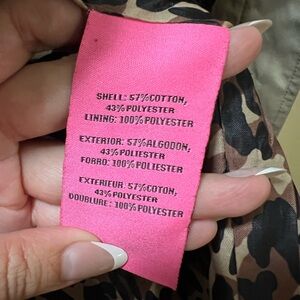 SHELL: 57%COTTON,
43%POLYESTER
LINING: 100%POLYESTER
EXTERIOR: 57%ALGODON,
43%POLIESTER
FORRO: 100%POLIESTER
EXTERIEUR: 57%COTON,
43%POLYESTER
DOUBLURE: 100%POLYESTER